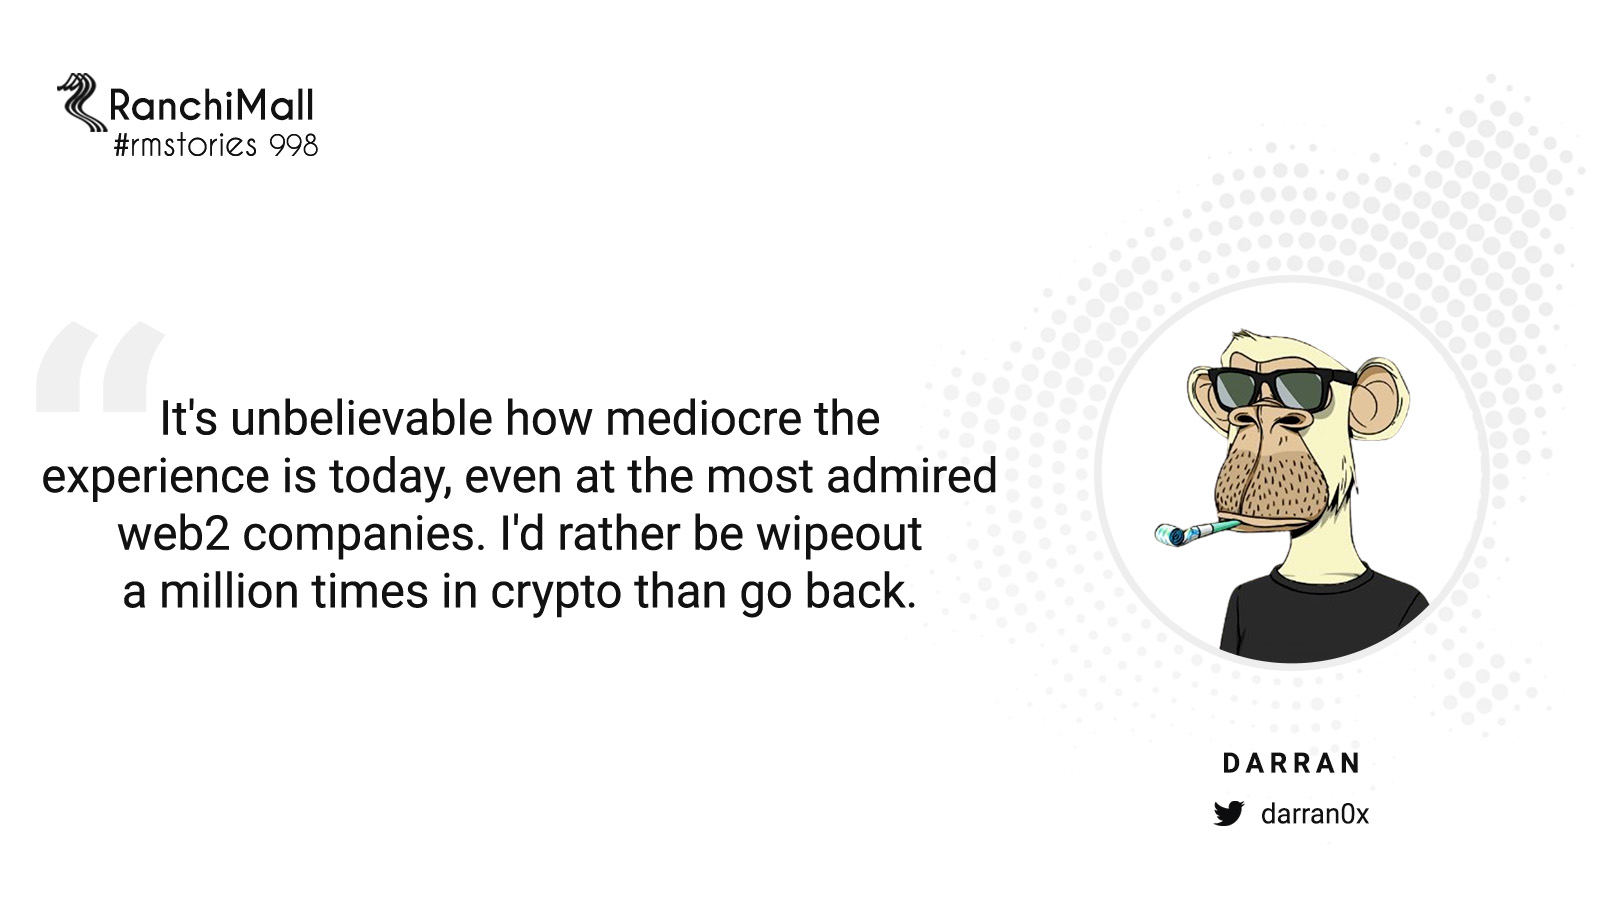 RanchiMall
#rmstories 998
“
It's unbelievable how mediocre the
experience is today, even at the most admired
web2 companies. I'd rather be wipeout
a million times in crypto than go back.
DARRAN
darran0x